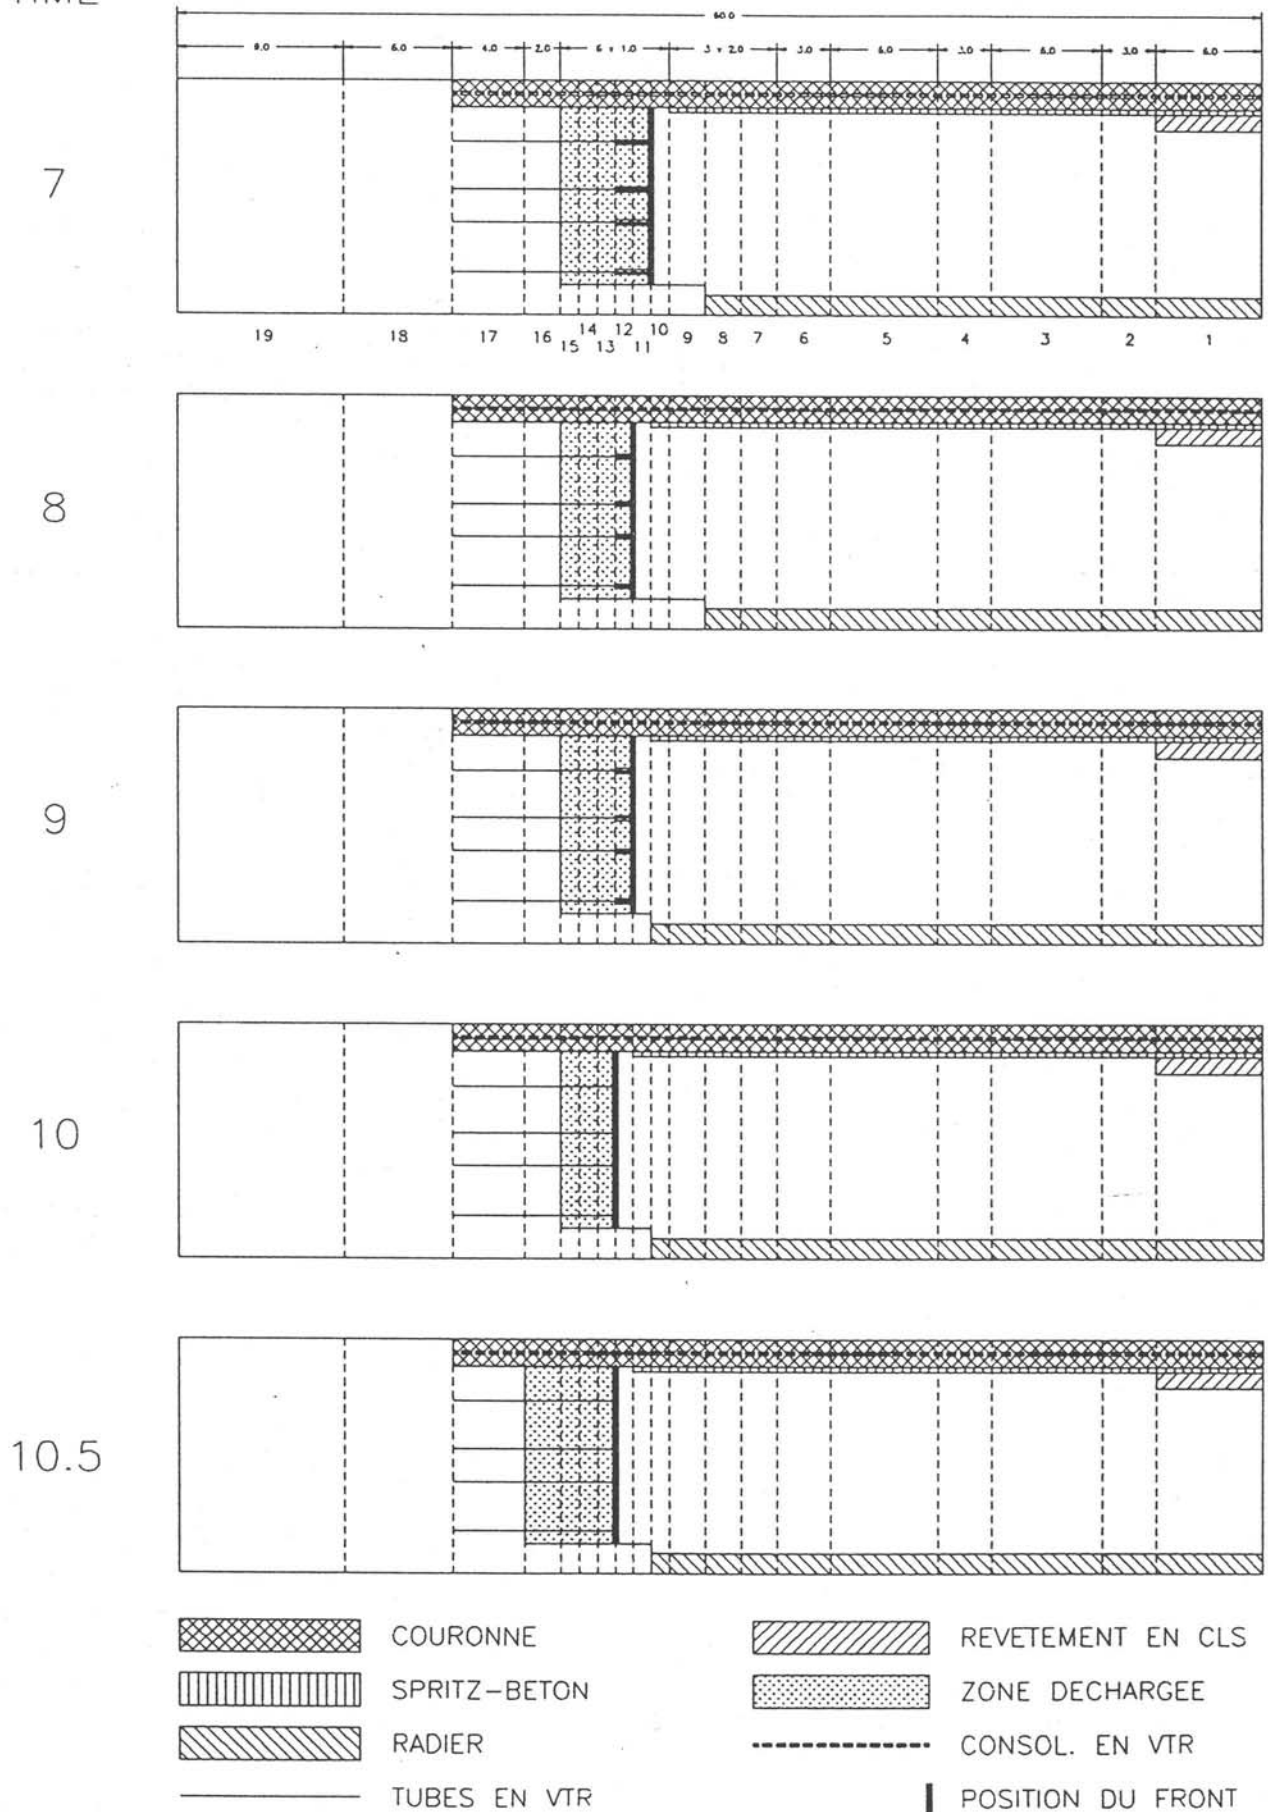 TIME
60.0
9.0 6.0 4.0 2.0 6 x 1.0 3 x 2.0 3.0 6.0 3.0 6.0 3.0 6.0
7
19 18 17 16 15 14 13 12 11 10 9 8 7 6 5 4 3 2 1
8
9
10
10.5
COURONNE
SPRITZ-BETON
RADIER
TUBES EN VTR
REVETEMENT EN CLS
ZONE DECHARGEE
CONSOL. EN VTR
POSITION DU FRONT